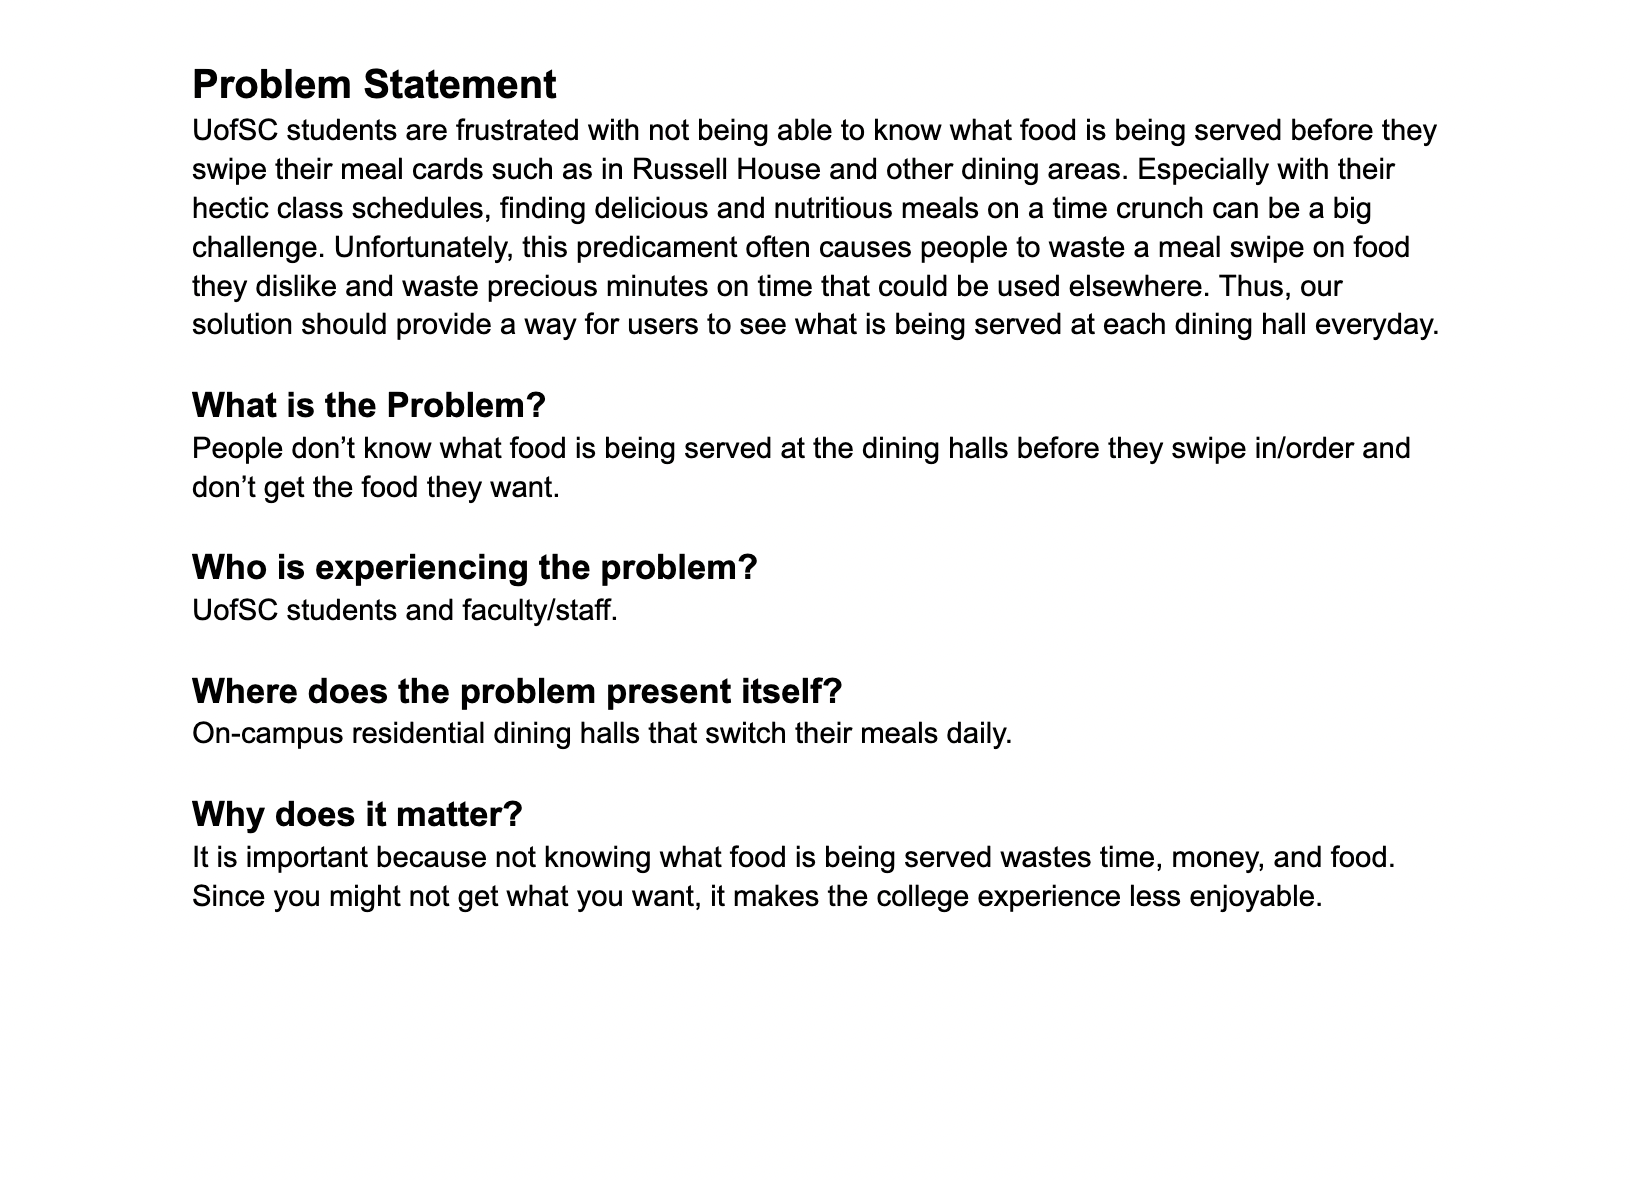 Problem Statement
UofSC students are frustrated with not being able to know what food is being served before they
swipe their meal cards such as in Russell House and other dining areas. Especially with their
hectic class schedules, finding delicious and nutritious meals on a time crunch can be a big
challenge. Unfortunately, this predicament often causes people to waste a meal swipe on food
they dislike and waste precious minutes on time that could be used elsewhere. Thus, our
solution should provide a way for users to see what is being served at each dining hall everyday.
What is the Problem?
People don’t know what food is being served at the dining halls before they swipe in/order and
don’t get the food they want.
Who is experiencing the problem?
UofSC students and faculty/staff.
Where does the problem present itself?
On-campus residential dining halls that switch their meals daily.
Why does it matter?
It is important because not knowing what food is being served wastes time, money, and food.
Since you might not get what you want, it makes the college experience less enjoyable.